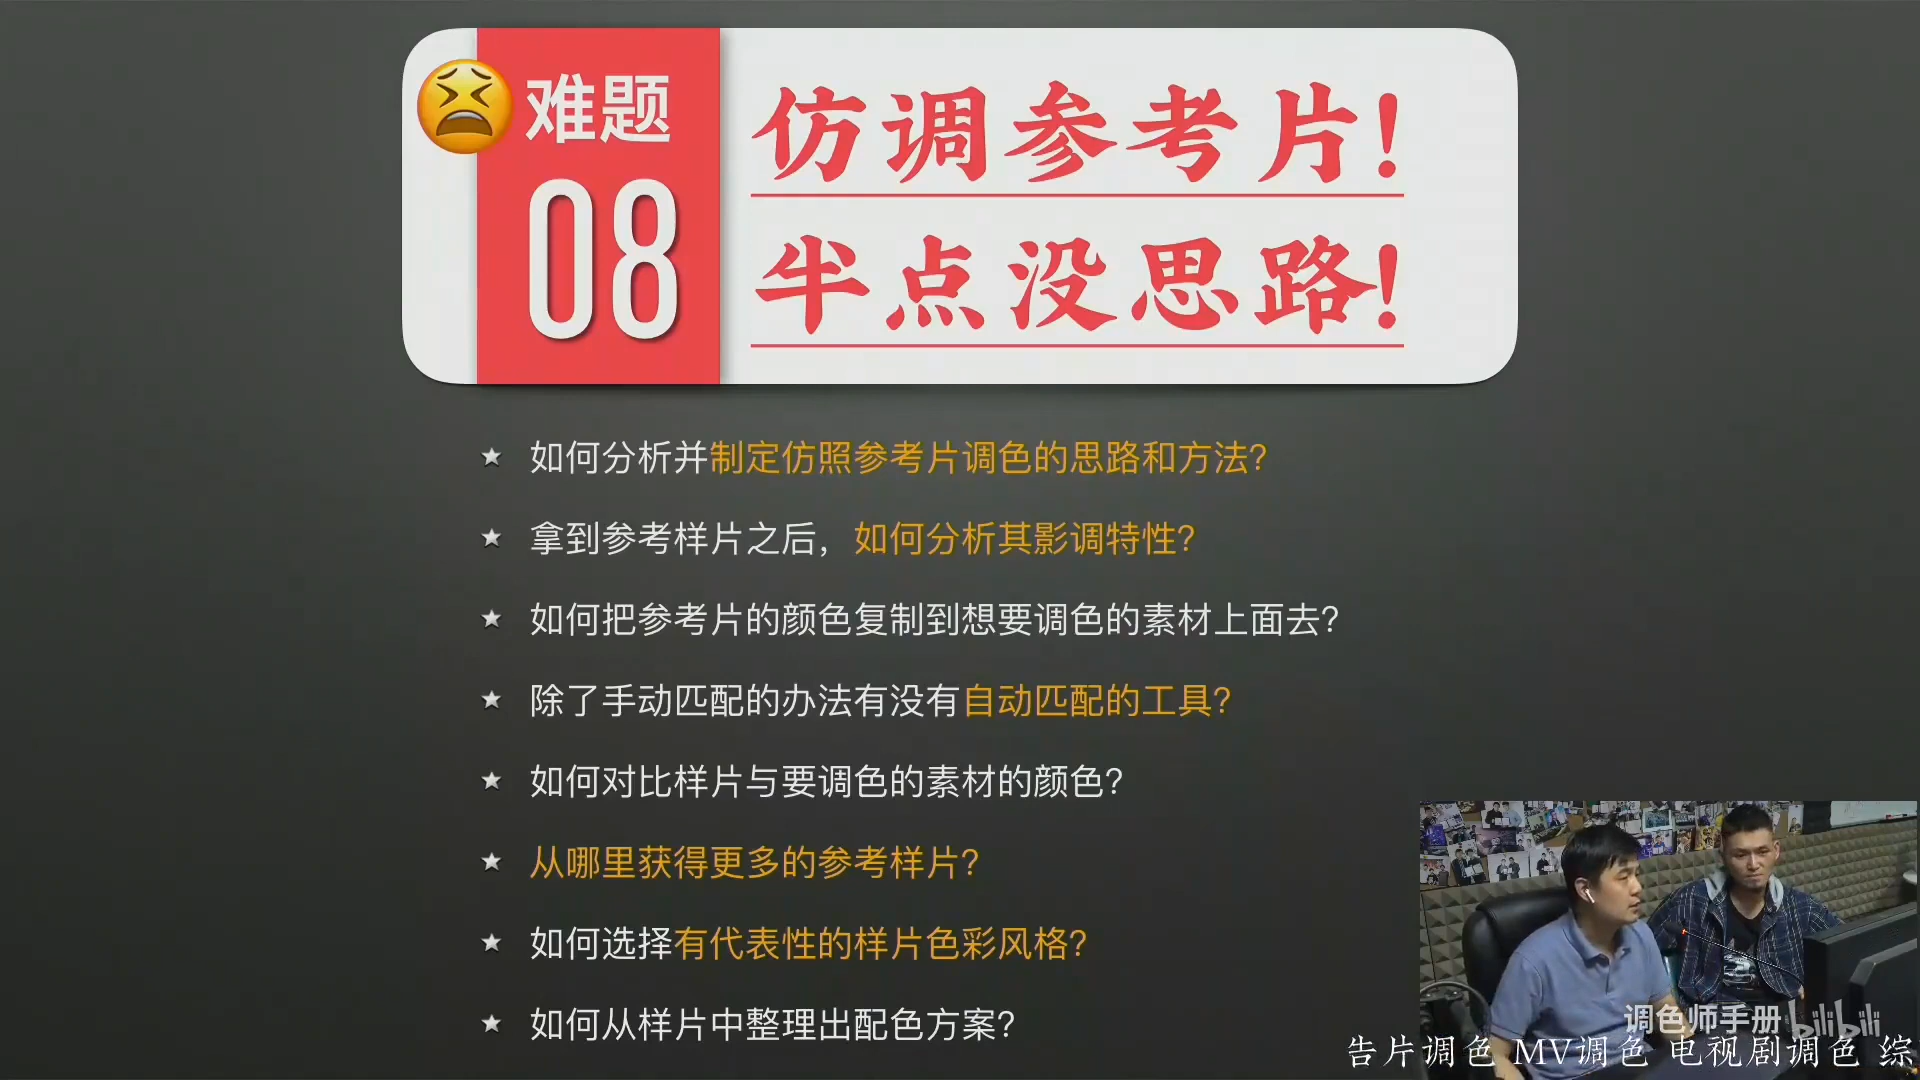 难题
08
仿调参考片!
半点没思路!
★ 如何分析并制定仿照参考片调色的思路和方法?
★ 拿到参考样片之后，如何分析其影调特性?
★ 如何把参考片的颜色复制到想要调色的素材上面去?
★ 除了手动匹配的办法有没有自动匹配的工具?
★ 如何对比样片与要调色的素材的颜色?
★ 从哪里获得更多的参考样片?
★ 如何选择有代表性的样片色彩风格?
★ 如何从样片中整理出配色方案?
调色师手册 bilibili
告片调色 MV调色 电视剧调色 综